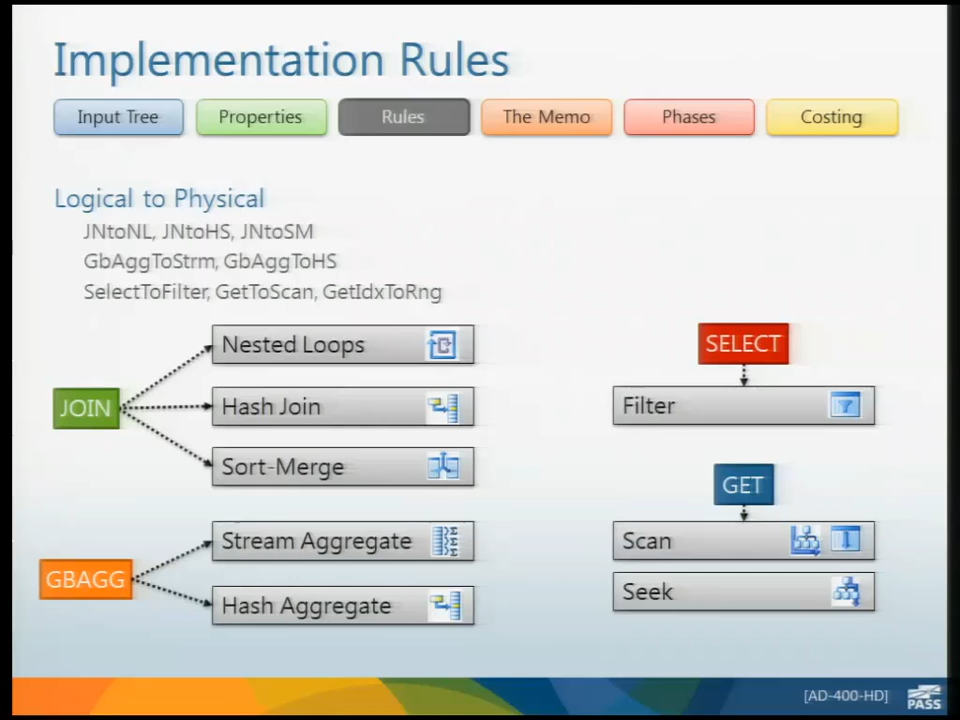 Implementation Rules
Input Tree
Properties
Rules
The Memo
Phases
Costing
Logical to Physical
JNtoNL, JNtoHS, JNtoSM
GbAggToStrm, GbAggToHS
SelectToFilter, GetToScan, GetIdxToRng
JOIN
Nested Loops
Hash Join
Sort-Merge
GBAGG
Stream Aggregate
Hash Aggregate
SELECT
Filter
GET
Scan
Seek
[AD-400-HD]
PASS